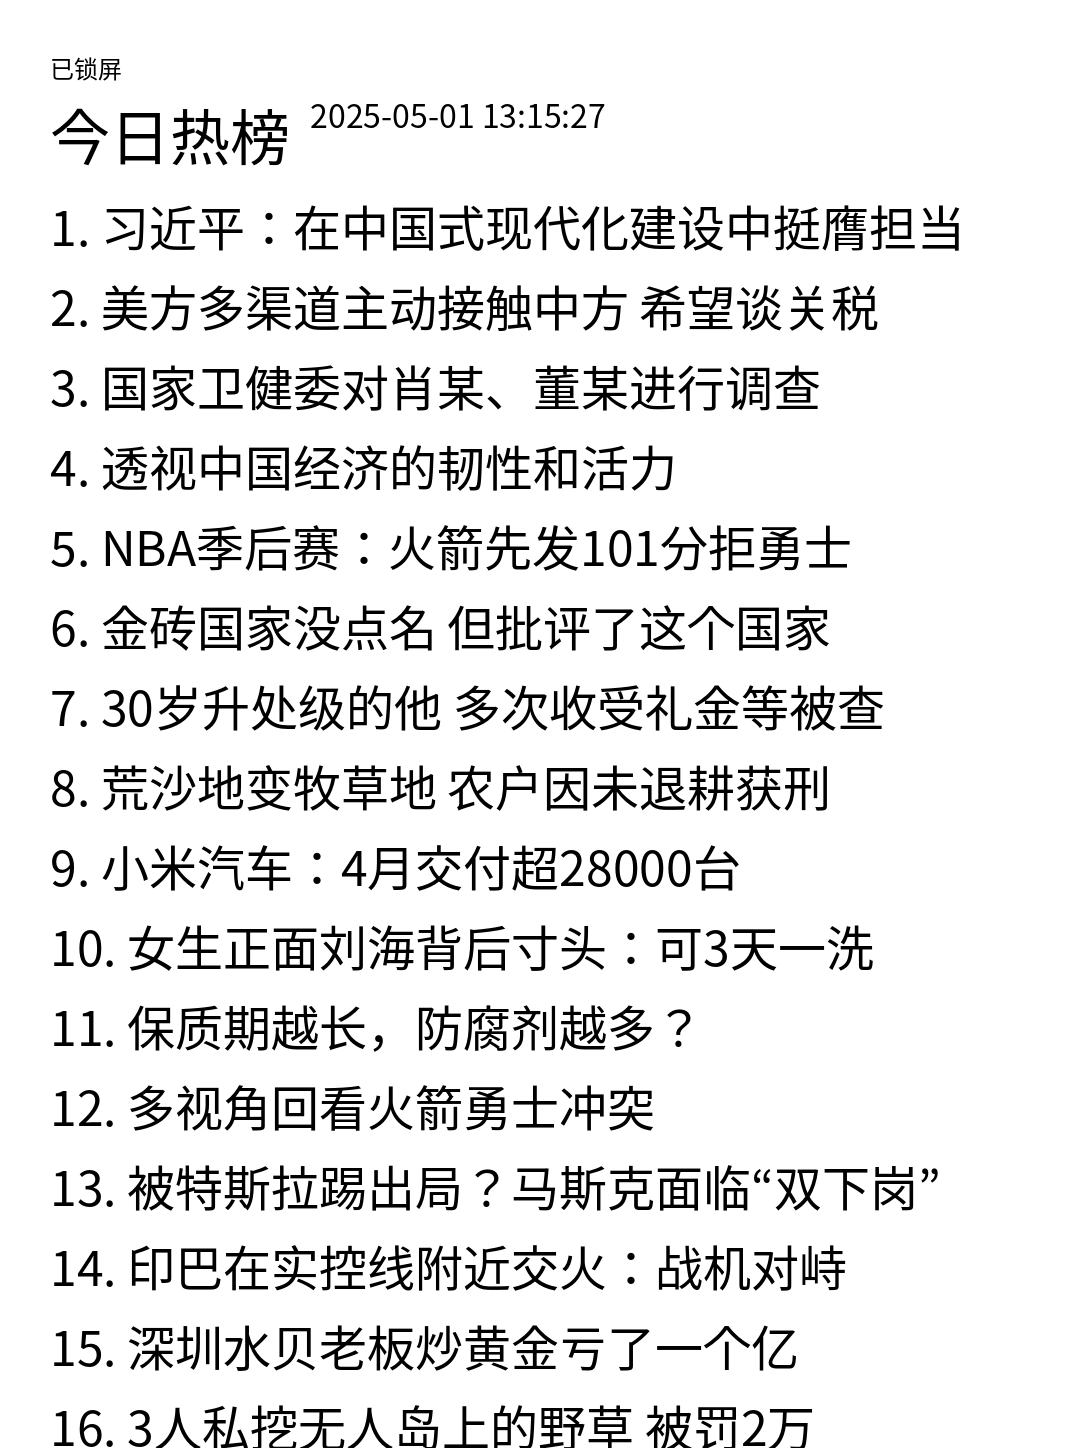 已锁屏
今日热榜 2025-05-01 13:15:27
1. 习近平：在中国式现代化建设中挺膺担当
2. 美方多渠道主动接触中方 希望谈关税
3. 国家卫健委对肖某、董某进行调查
4. 透视中国经济的韧性和活力
5. NBA季后赛：火箭先发101分拒勇士
6. 金砖国家没点名 但批评了这个国家
7. 30岁升处级的他 多次收受礼金等被查
8. 荒沙地变牧草地 农户因未退耕获刑
9. 小米汽车：4月交付超28000台
10. 女生正面刘海背后寸头：可3天一洗
11. 保质期越长，防腐剂越多？
12. 多视角回看火箭勇士冲突
13. 被特斯拉踢出局？马斯克面临“双下岗”
14. 印巴在实控线附近交火：战机对峙
15. 深圳水贝老板炒黄金亏了一个亿
16. 3人私挖无人岛上的野草 被罚2万